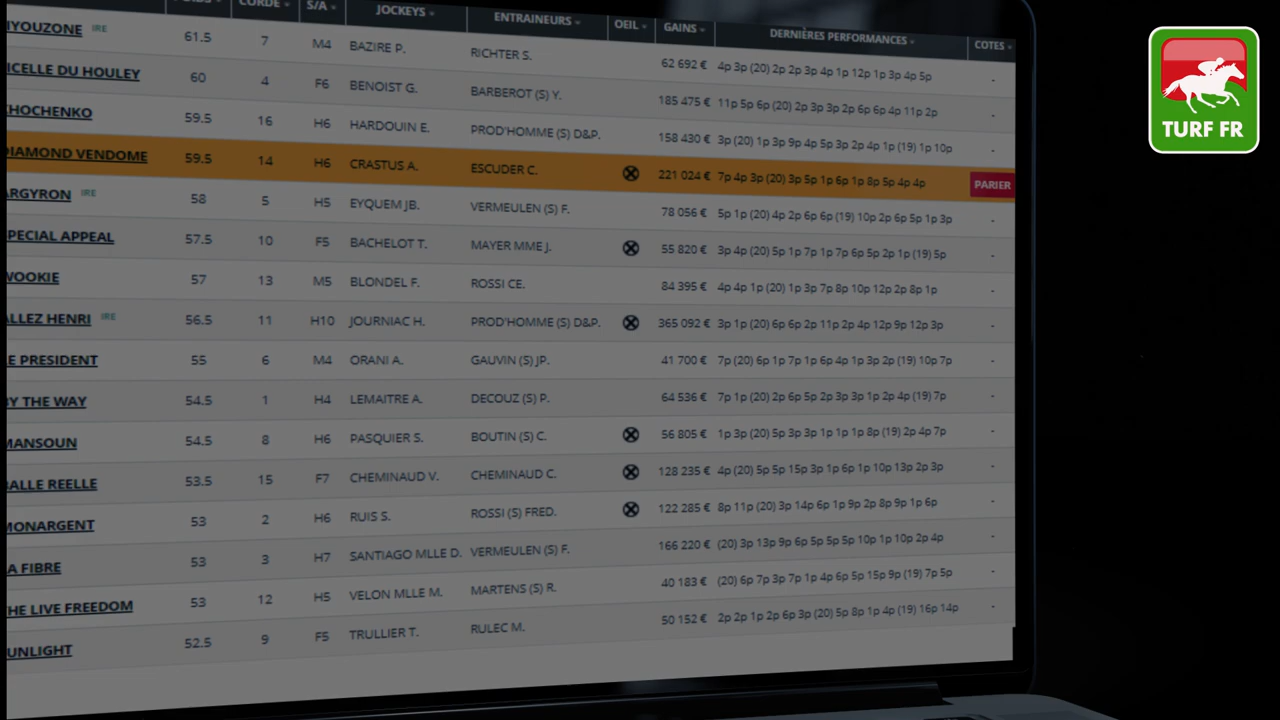 CORDE S/A JOCKEYS ENTRAINEURS OEIL GAINS DERNIÈRES PERFORMANCES COTES
IYOUZONE IRE 61.5 7 M4 BAZIRE P. RICHTER S. 62 692 € 4p 3p (20) 2p 2p 3p 4p 1p 12p 1p 3p 4p 5p -
ICELLE DU HOULEY 60 4 F6 BENOIST G. BARBEROT (S) Y. 185 475 € 11p 5p 6p (20) 2p 3p 3p 2p 6p 6p 4p 11p 2p -
CHOCHENKO 59.5 16 H6 HARDOUIN E. PROD'HOMME (S) D&P. 158 430 € 3p (20) 1p 3p 9p 4p 5p 3p 2p 4p 1p (19) 1p 10p -
DIAMOND VENDOME 59.5 14 H6 CRASTUS A. ESCUDER C. 221 024 € 7p 4p 3p (20) 3p 5p 1p 6p 1p 8p 5p 4p 4p PARIER
ARGYRON IRE 58 5 H5 EYQUEM JB. VERMEULEN (S) F. 78 056 € 5p 1p (20) 4p 2p 6p 6p (19) 10p 2p 6p 5p 1p 3p -
SPECIAL APPEAL 57.5 10 F5 BACHELOT T. MAYER MME J. 55 820 € 3p 4p (20) 5p 1p 7p 1p 7p 6p 5p 2p 1p (19) 5p -
WOOKIE 57 13 M5 BLONDEL F. ROSSI CE. 84 395 € 4p 4p 1p (20) 1p 3p 7p 8p 10p 12p 2p 8p 1p -
ALLEZ HENRI IRE 56.5 11 H10 JOURNIAC H. PROD'HOMME (S) D&P. 365 092 € 3p 1p (20) 6p 6p 2p 11p 2p 4p 12p 9p 12p 3p -
LE PRESIDENT 55 6 M4 ORANI A. GAUVIN (S) JP. 41 700 € 7p (20) 6p 1p 7p 1p 6p 4p 1p 3p 2p (19) 10p 7p -
BY THE WAY 54.5 1 H4 LEMAITRE A. DECOUZ (S) P. 64 536 € 7p 1p (20) 2p 6p 5p 2p 3p 3p 1p 2p 4p (19) 7p -
MANSOUN 54.5 8 H6 PASQUIER S. BOUTIN (S) C. 56 805 € 1p 3p (20) 5p 3p 3p 1p 1p 1p 8p (19) 2p 4p 7p -
BALLE REELLE 53.5 15 F7 CHEMINAUD V. CHEMINAUD C. 128 235 € 4p (20) 5p 5p 15p 3p 1p 6p 1p 10p 13p 2p 3p -
MONARGENT 53 2 H6 RUIS S. ROSSI (S) FRED. 122 285 € 8p 11p (20) 3p 14p 6p 1p 9p 2p 8p 9p 1p 6p -
LA FIBRE 53 3 H7 SANTIAGO MLLE D. VERMEULEN (S) F. 166 220 € (20) 3p 13p 9p 6p 5p 5p 5p 10p 1p 10p 2p 4p -
THE LIVE FREEDOM 53 12 H5 VELON MLLE M. MARTENS (S) R. 40 183 € (20) 6p 7p 3p 7p 1p 4p 6p 5p 15p 9p (19) 7p 5p -
SUNLIGHT 52.5 9 F5 TRULLIER T. RULEC M. 50 152 € 2p 2p 1p 2p 6p 3p (20) 5p 8p 1p 4p (19) 16p 14p -
TURF FR